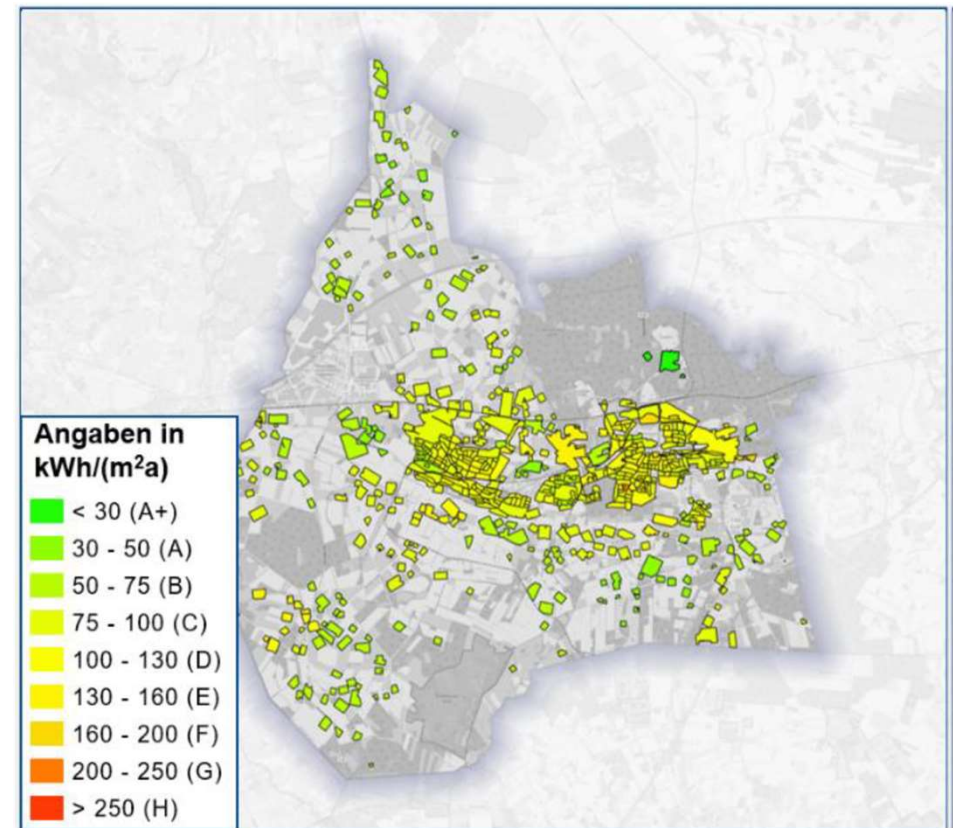 Angaben in
kWh/(m²a)
< 30 (A+)
30 - 50 (A)
50 - 75 (B)
75 - 100 (C)
100 - 130 (D)
130 - 160 (E)
160 - 200 (F)
200 - 250 (G)
> 250 (H)